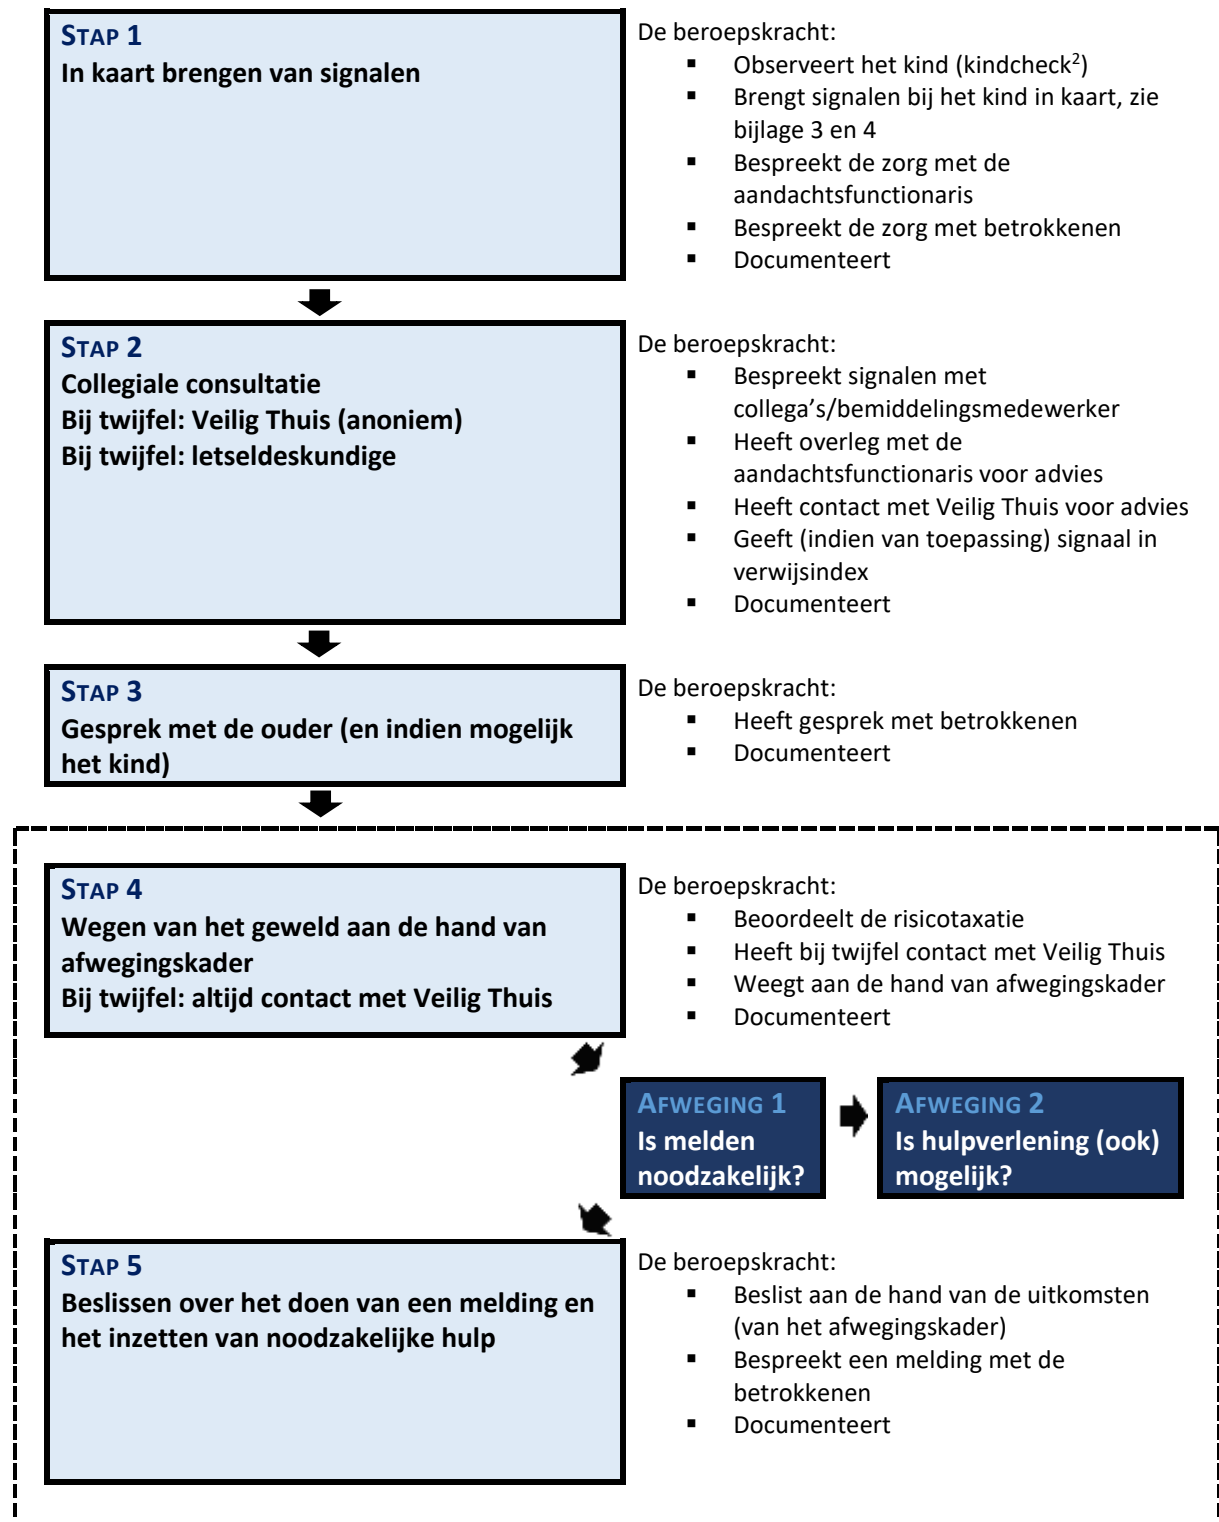 STAP 1
In kaart brengen van signalen
De beroepskracht:
▪ Observeert het kind (kindcheck²)
▪ Brengt signalen bij het kind in kaart, zie
bijlage 3 en 4
▪ Bespreekt de zorg met de
aandachtsfunctionaris
▪ Bespreekt de zorg met betrokkenen
▪ Documenteert
STAP 2
Collegiale consultatie
Bij twijfel: Veilig Thuis (anoniem)
Bij twijfel: letseldeskundige
De beroepskracht:
▪ Bespreekt signalen met
collega’s/bemiddelingsmedewerker
▪ Heeft overleg met de
aandachtsfunctionaris voor advies
▪ Heeft contact met Veilig Thuis voor advies
▪ Geeft (indien van toepassing) signaal in
verwijsindex
▪ Documenteert
STAP 3
Gesprek met de ouder (en indien mogelijk
het kind)
De beroepskracht:
▪ Heeft gesprek met betrokkenen
▪ Documenteert
STAP 4
Wegen van het geweld aan de hand van
afwegingskader
Bij twijfel: altijd contact met Veilig Thuis
De beroepskracht:
▪ Beoordeelt de risicotaxatie
▪ Heeft bij twijfel contact met Veilig Thuis
▪ Weegt aan de hand van afwegingskader
▪ Documenteert
AFWEGING 1
Is melden
noodzakelijk?
AFWEGING 2
Is hulpverlening (ook)
mogelijk?
STAP 5
Beslissen over het doen van een melding en
het inzetten van noodzakelijke hulp
De beroepskracht:
▪ Beslist aan de hand van de uitkomsten
(van het afwegingskader)
▪ Bespreekt een melding met de
betrokkenen
▪ Documenteert